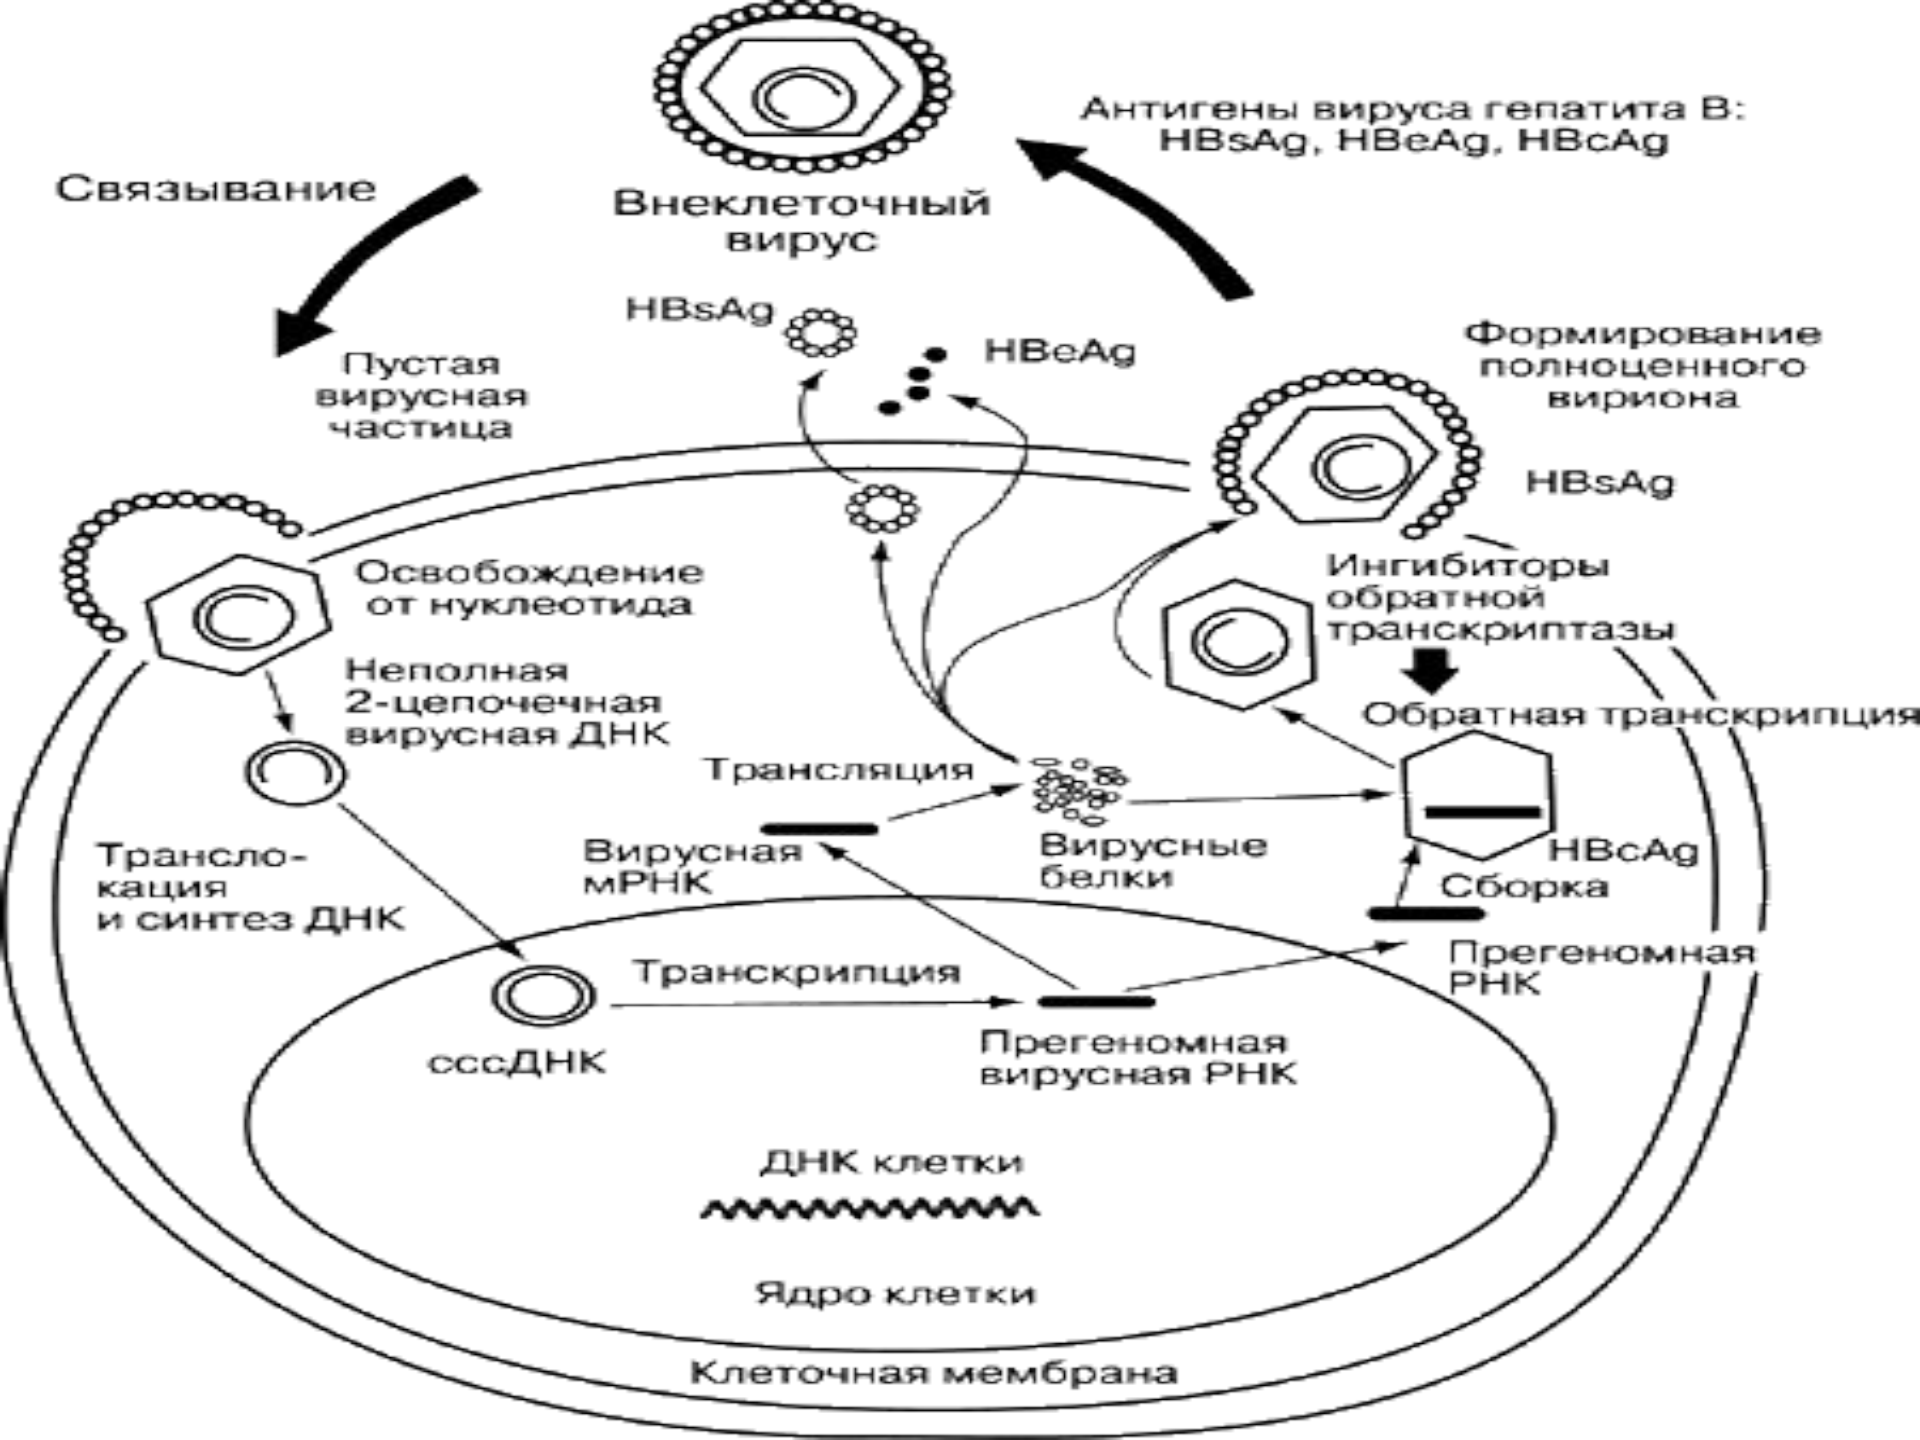 Антигены вируса гепатита В:
HBsAg, HBeAg, HBcAg
Связывание
Внеклеточный
вирус
HBsAg
HBeAg
Пустая
вирусная
частица
Формирование
полноценного
вириона
HBsAg
Освобождение
от нуклеотида
Ингибиторы
обратной
транскриптазы
Неполная
2-цепочечная
вирусная ДНК
Обратная транскрипция
Трансляция
Вирусная
мРНК
Вирусные
белки
HBcAg
Сборка
Трансло-
кация
и синтез ДНК
Прегеномная
РНК
Транскрипция
сссДНК
Прегеномная
вирусная РНК
ДНК клетки
Ядро клетки
Клеточная мембрана